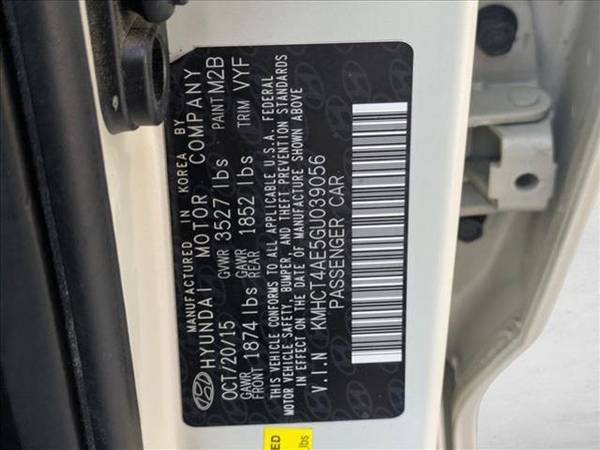 MANUFACTURED IN KOREA BY
HYUNDAI MOTOR COMPANY
OCT/20/15 GVWR 3527 lbs PAINT M2B
GAWR FRONT 1874 lbs GAWR REAR 1852 lbs TRIM VYF
THIS VEHICLE CONFORMS TO ALL APPLICABLE U.S.A. FEDERAL
MOTOR VEHICLE SAFETY, BUMPER, AND THEFT PREVENTION STANDARDS
IN EFFECT ON THE DATE OF MANUFACTURE SHOWN ABOVE
V.I.N KMHCT4AE5GU039056
PASSENGER CAR
ED
Lbs